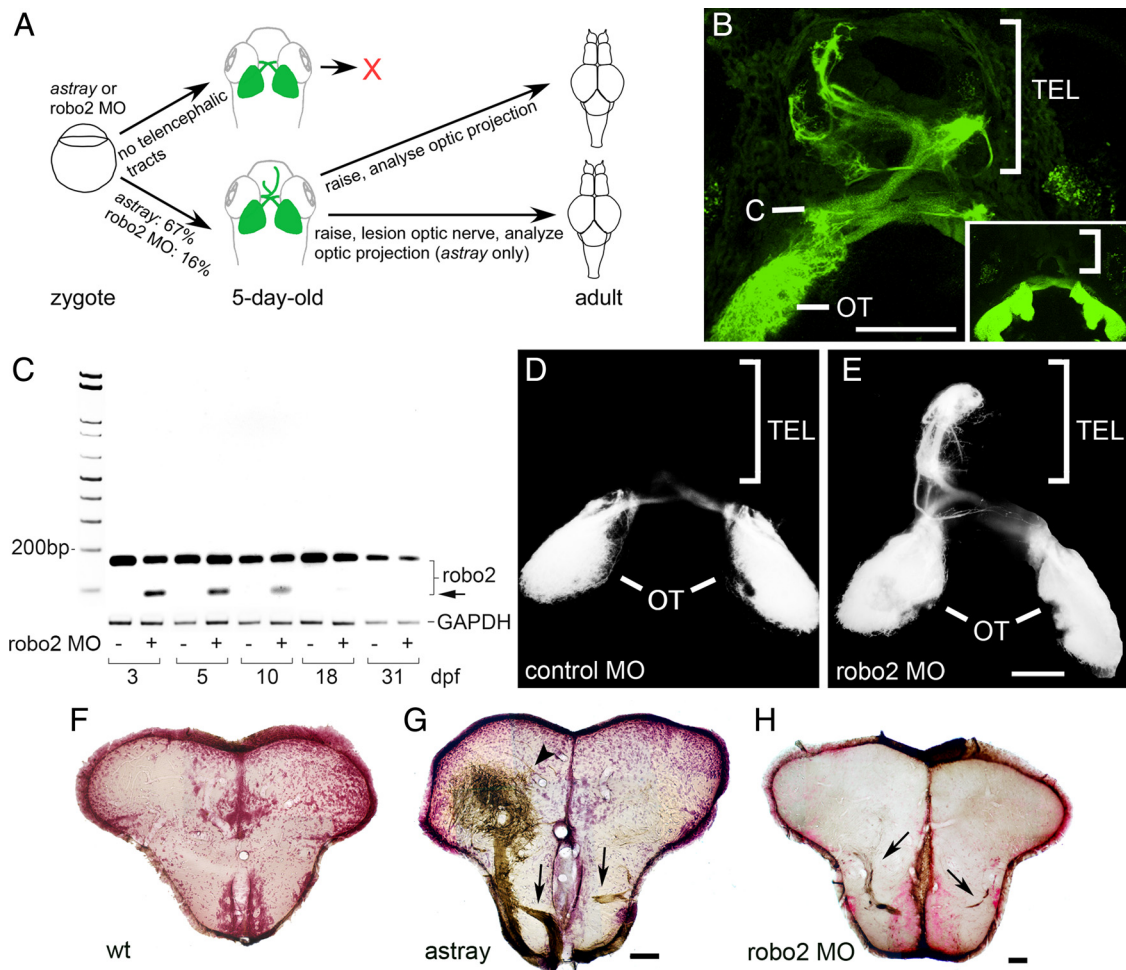 A
astray or
robo2 MO
no telencephalic
tracts
X
astray: 67%
robo2 MO: 16%
raise, analyse optic projection
raise, lesion optic nerve, analyze
optic projection (astray only)
zygote
5-day-old
adult
B
TEL
C
OT
C
200bp
robo2
GAPDH
robo2 MO
- + - + - + - + - +
3 5 10 18 31 dpf
D
TEL
OT
control MO
E
TEL
OT
robo2 MO
F
wt
G
astray
H
robo2 MO